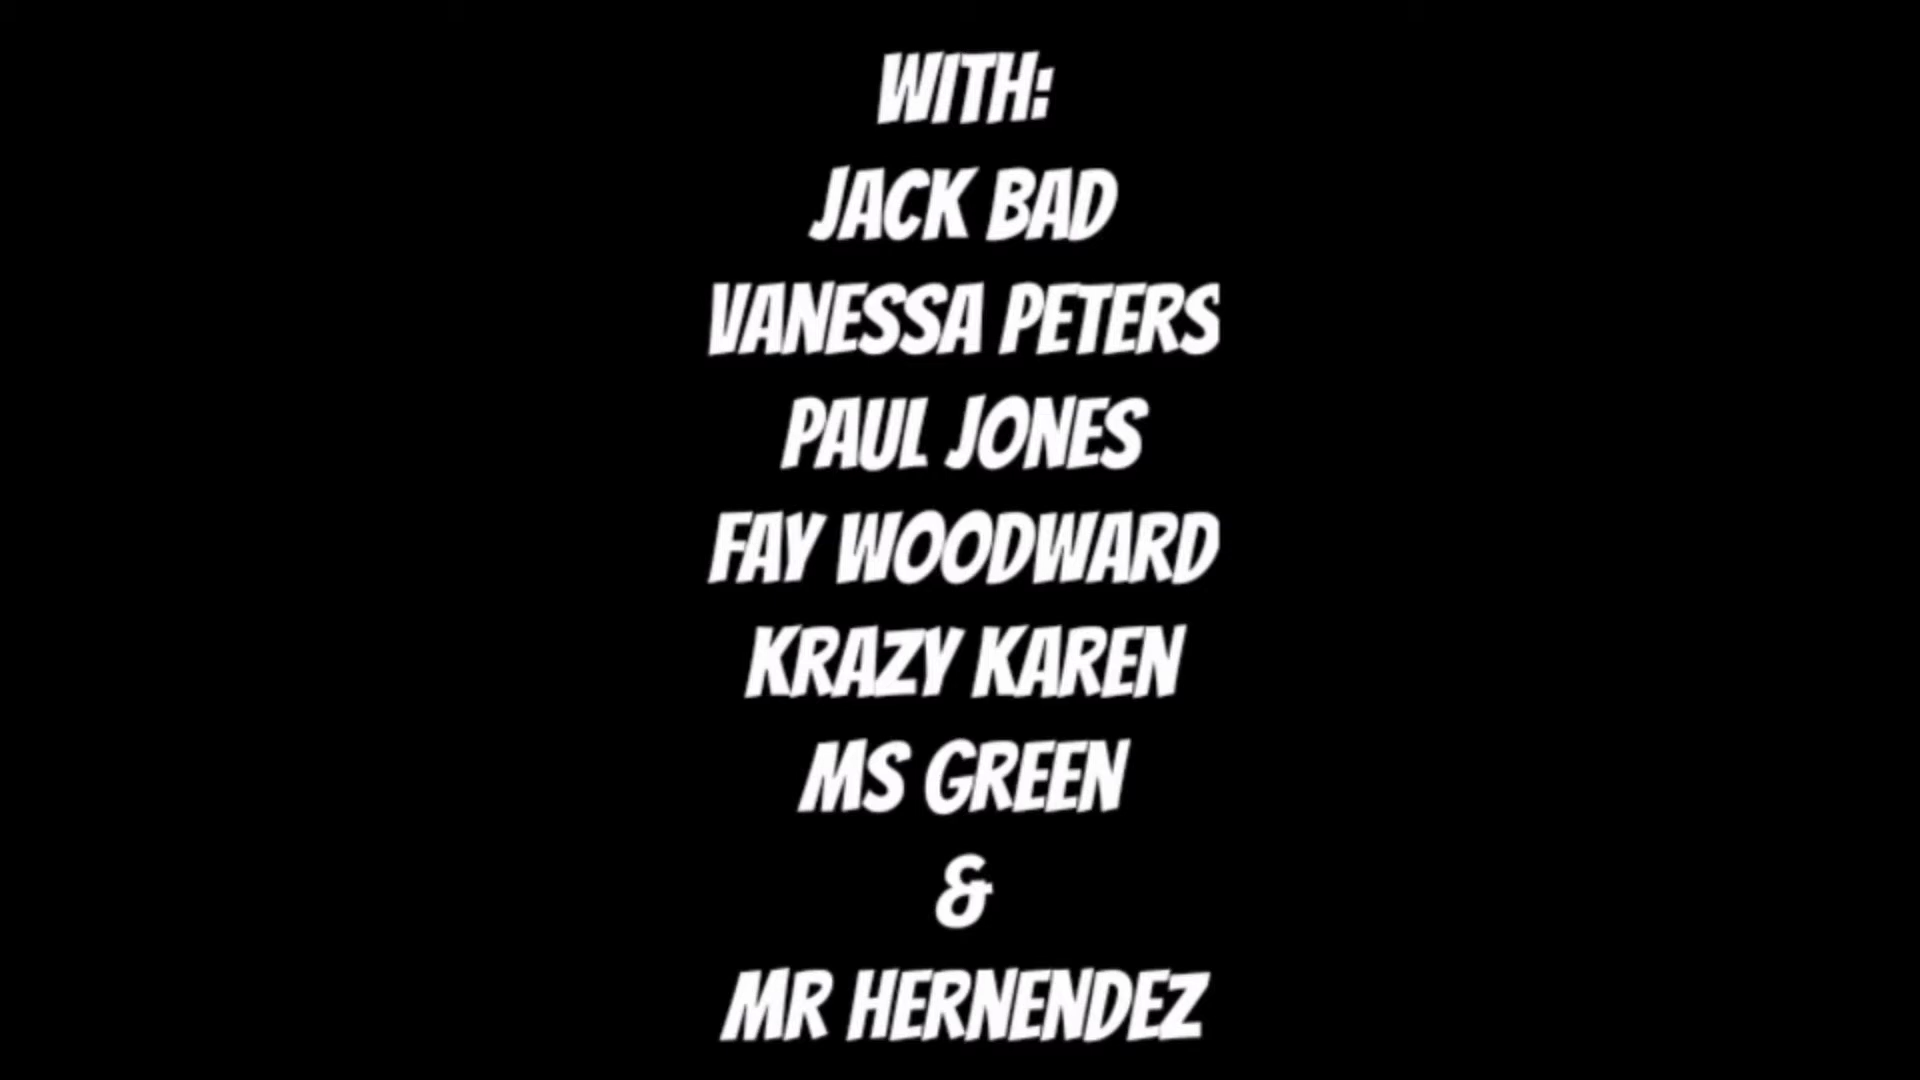 WITH:
JACK BAD
VANESSA PETERS
PAUL JONES
FAY WOODWARD
KRAZY KAREN
MS GREEN
&
MR HERNENDEZ